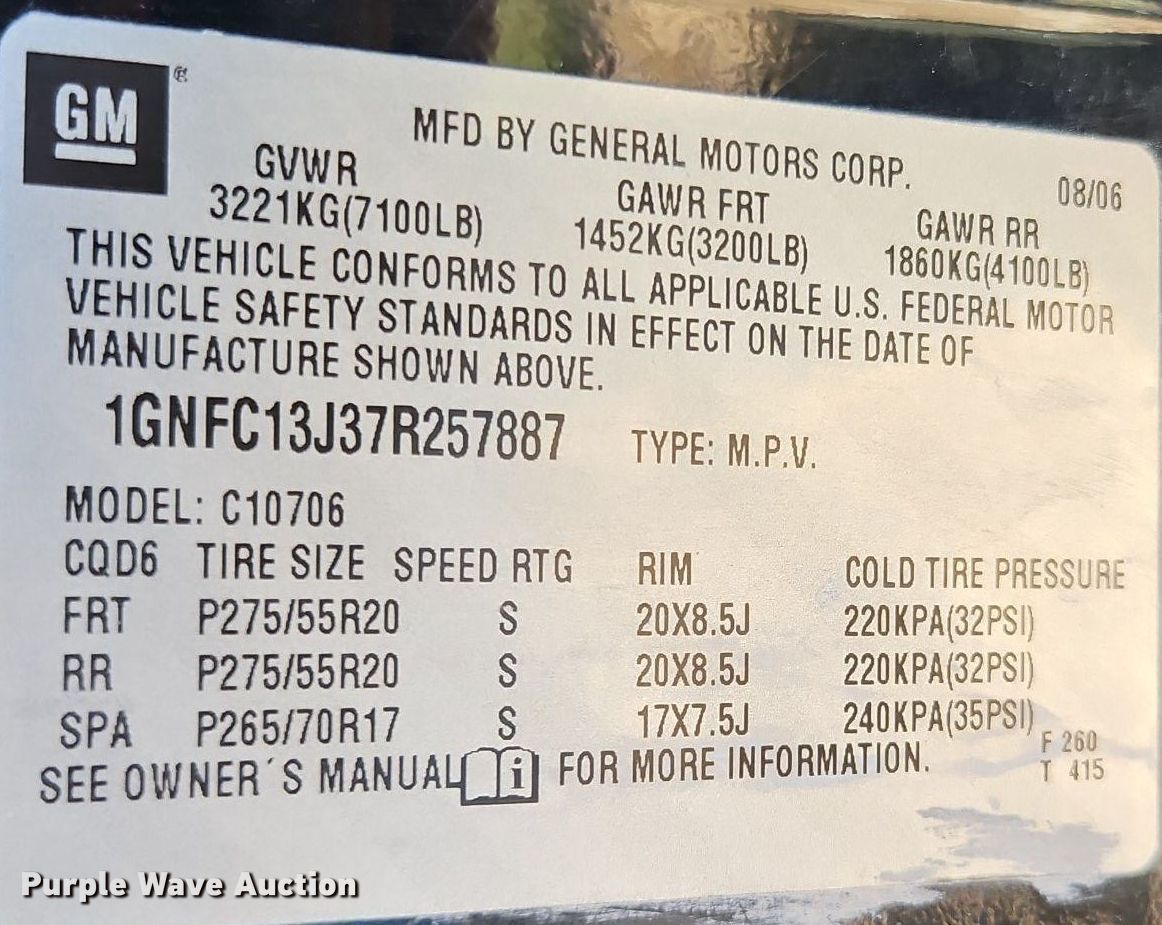 GM
MFD BY GENERAL MOTORS CORP.
08/06
GVWR GAWR FRT GAWR RR
3221KG(7100LB) 1452KG(3200LB) 1860KG(4100LB)
THIS VEHICLE CONFORMS TO ALL APPLICABLE U.S. FEDERAL MOTOR
VEHICLE SAFETY STANDARDS IN EFFECT ON THE DATE OF
MANUFACTURE SHOWN ABOVE.
1GNFC13J37R257887 TYPE: M.P.V.
MODEL: C10706
CQD6 TIRE SIZE SPEED RTG RIM COLD TIRE PRESSURE
FRT P275/55R20 S 20X8.5J 220KPA(32PSI)
RR P275/55R20 S 20X8.5J 220KPA(32PSI)
SPA P265/70R17 S 17X7.5J 240KPA(35PSI)
SEE OWNER´S MANUAL i FOR MORE INFORMATION.
F 260
T 415
Purple Wave Auction